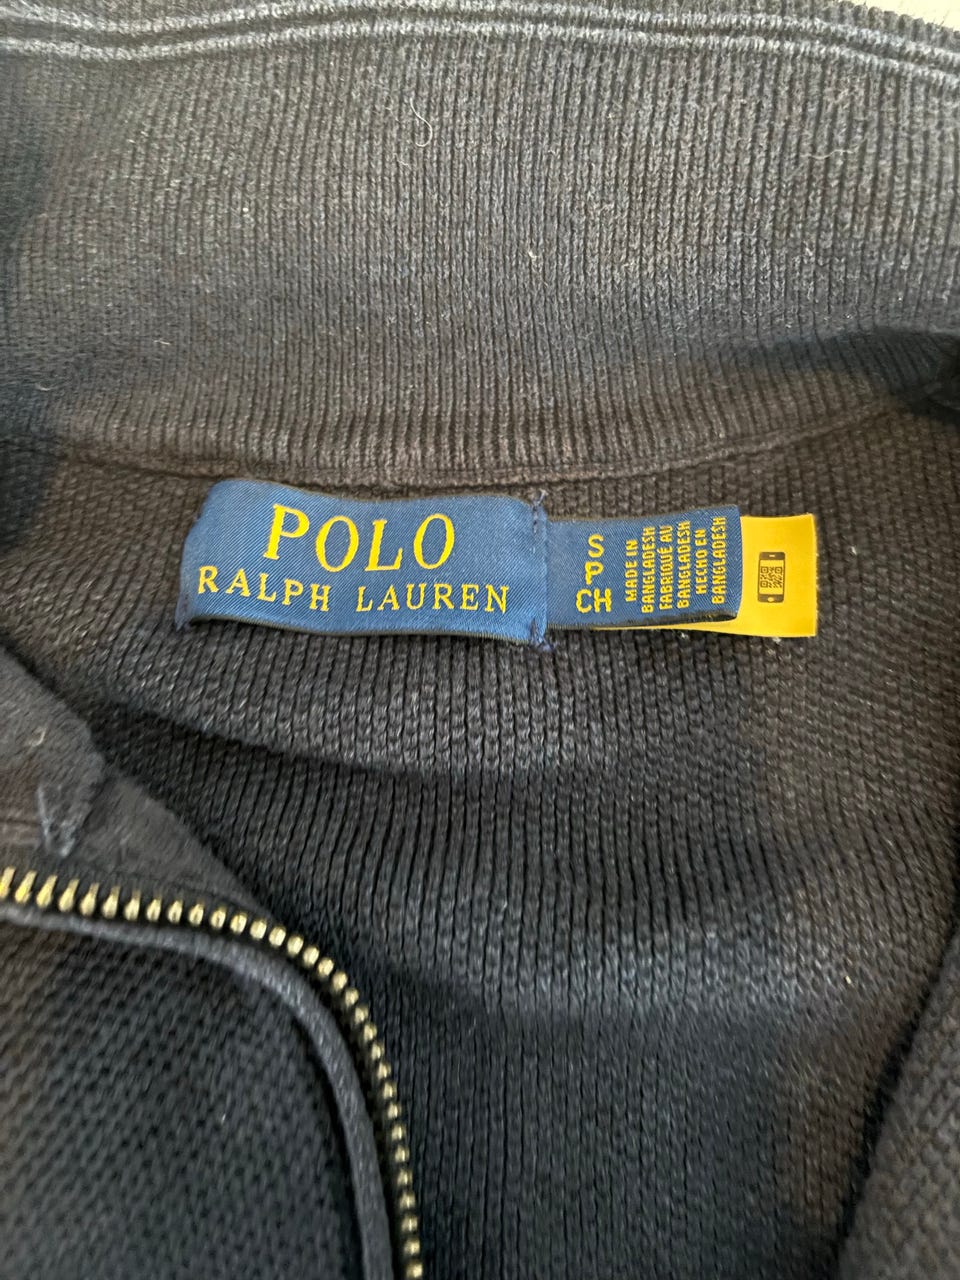 POLO
RALPH LAUREN
S
P
CH
MADE IN
BANGLADESH
FABRIQUÉ AU
BANGLADESH
HECHO EN
BANGLADESH